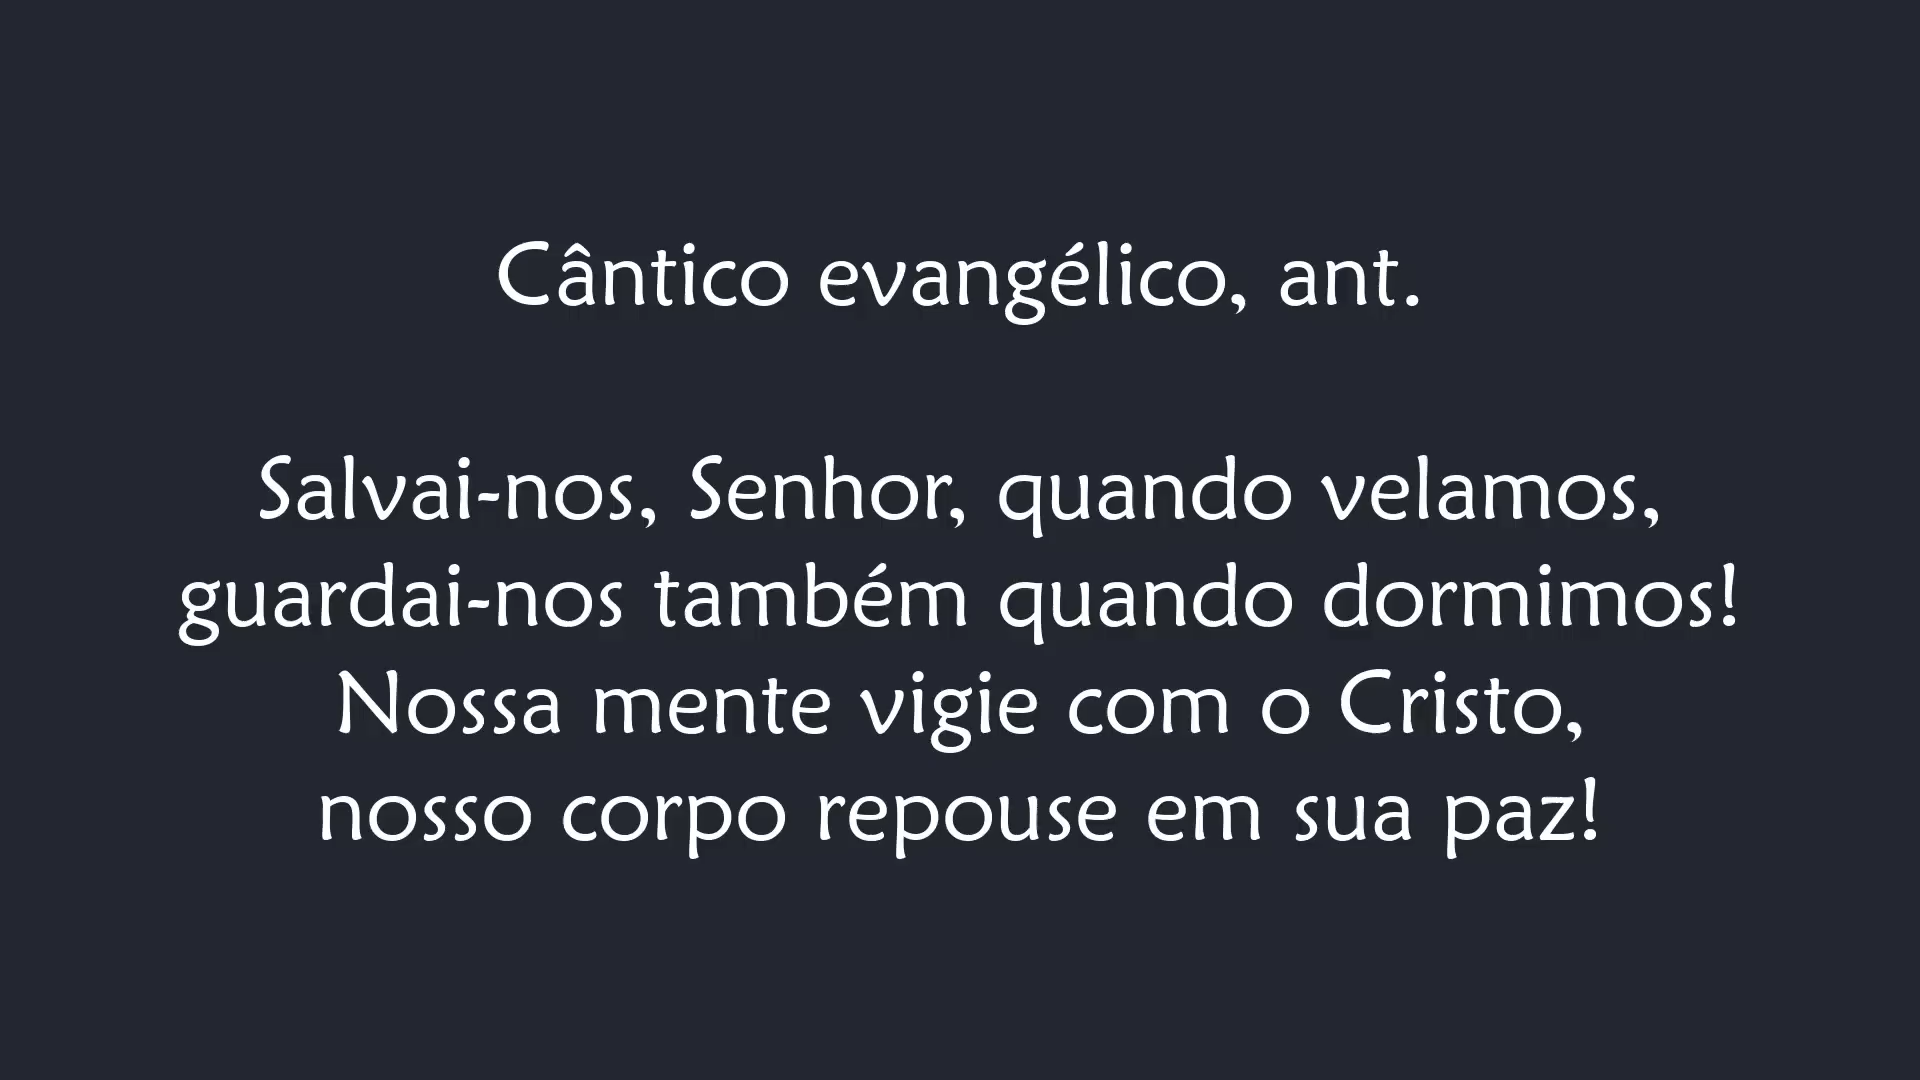 Cântico evangélico, ant.
Salvai-nos, Senhor, quando velamos,
guardai-nos também quando dormimos!
Nossa mente vigie com o Cristo,
nosso corpo repouse em sua paz!